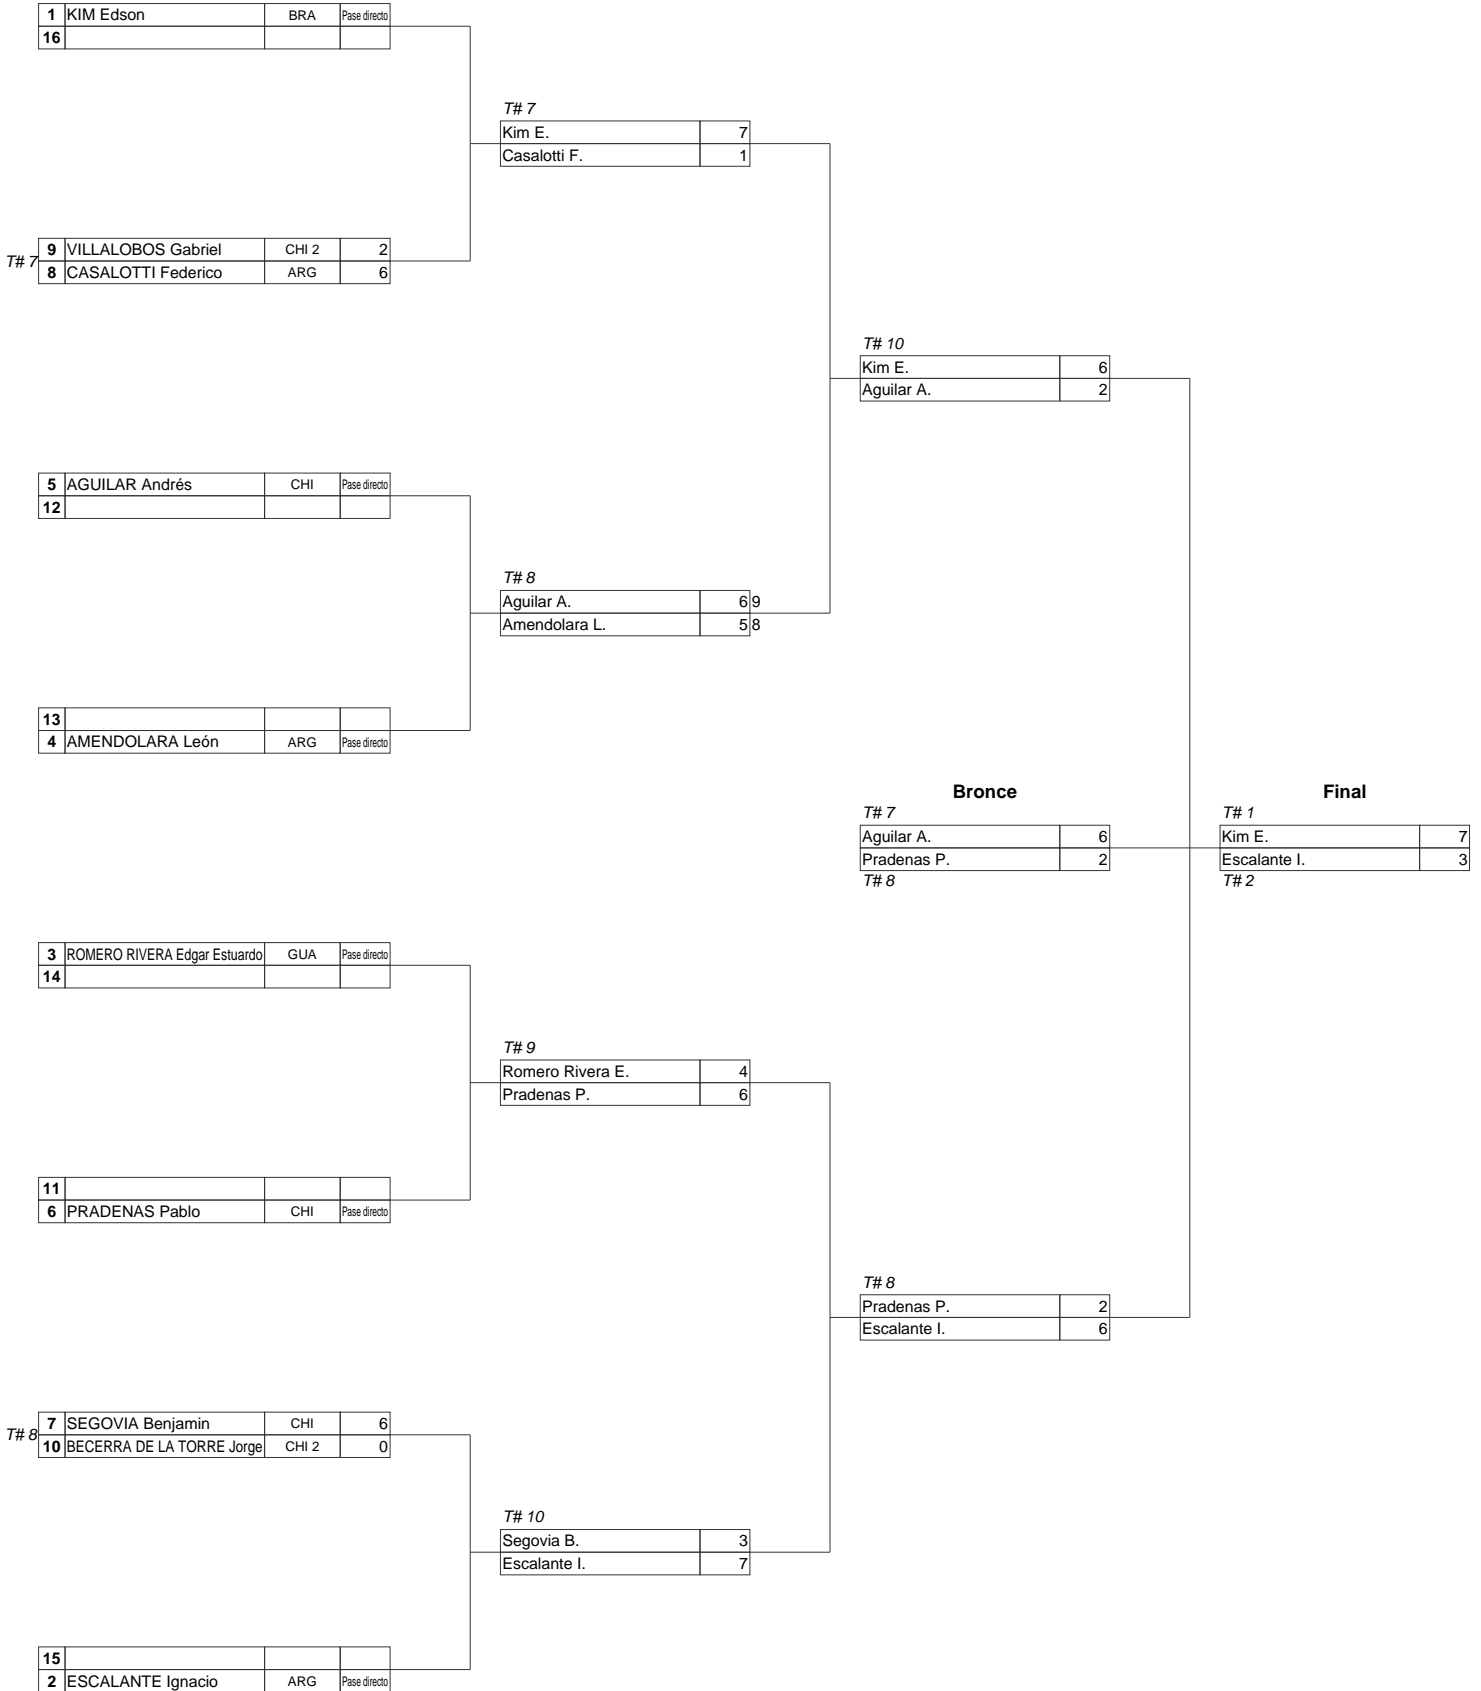 1 KIM Edson BRA Pase directo
16
T# 7
Kim E. 7
Casalotti F. 1
9 VILLALOBOS Gabriel CHI 2 2
T# 7
8 CASALOTTI Federico ARG 6
T# 10
Kim E. 6
Aguilar A. 2
5 AGUILAR Andrés CHI Pase directo
12
T# 8
Aguilar A. 6 9
Amendolara L. 5 8
13
4 AMENDOLARA León ARG Pase directo
Bronce Final
T# 7 T# 1
Aguilar A. 6 Kim E. 7
Pradenas P. 2 Escalante I. 3
T# 8 T# 2
3 ROMERO RIVERA Edgar Estuardo GUA Pase directo
14
T# 9
Romero Rivera E. 4
Pradenas P. 6
11
6 PRADENAS Pablo CHI Pase directo
T# 8
Pradenas P. 2
Escalante I. 6
7 SEGOVIA Benjamin CHI 6
T# 8
10 BECERRA DE LA TORRE Jorge CHI 2 0
T# 10
Segovia B. 3
Escalante I. 7
15
2 ESCALANTE Ignacio ARG Pase directo